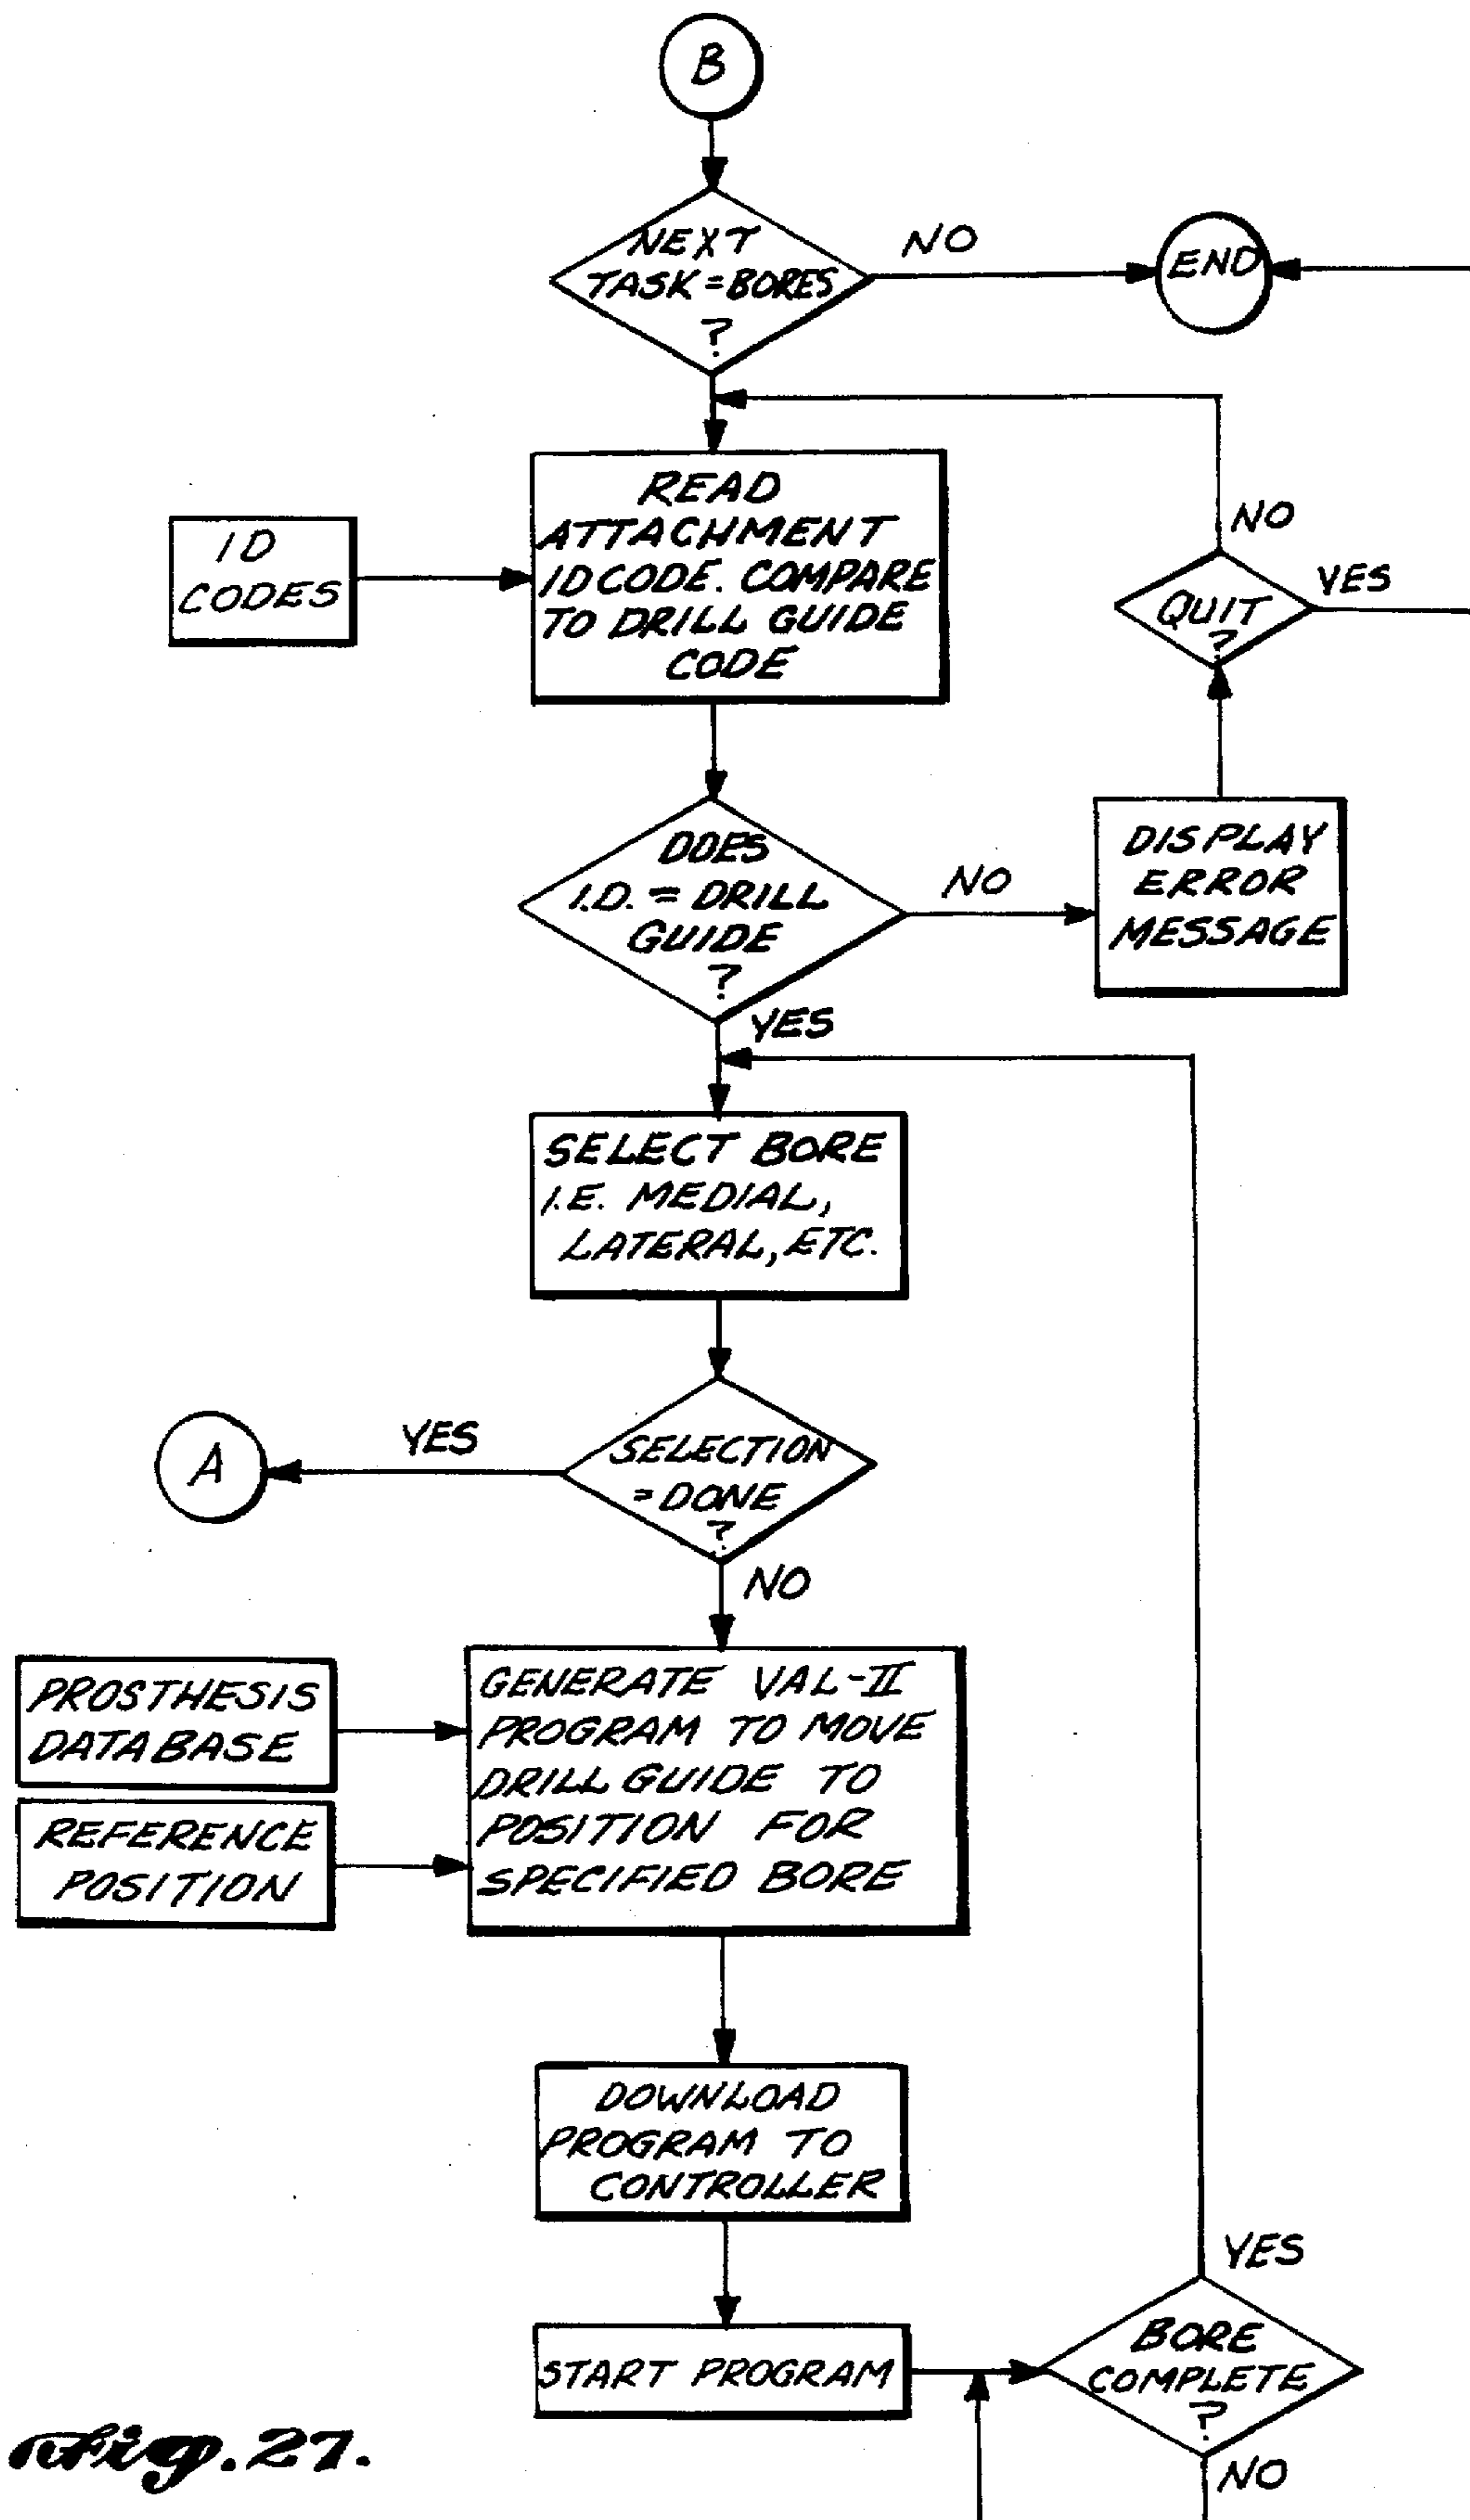 B
NEXT
TASK=BORES
?
NO
END
READ
ATTACHMENT
ID CODE. COMPARE
TO DRILL GUIDE
CODE
ID
CODES
NO
QUIT
?
YES
DOES
I.D. = DRILL
GUIDE
?
NO
DISPLAY
ERROR
MESSAGE
YES
SELECT BORE
I.E. MEDIAL,
LATERAL, ETC.
A
YES
SELECTION
=DONE
?
NO
PROSTHESIS
DATABASE
REFERENCE
POSITION
GENERATE VAL-II
PROGRAM TO MOVE
DRILL GUIDE TO
POSITION FOR
SPECIFIED BORE
DOWNLOAD
PROGRAM TO
CONTROLLER
START PROGRAM
YES
BORE
COMPLETE
?
NO
Fig. 27.